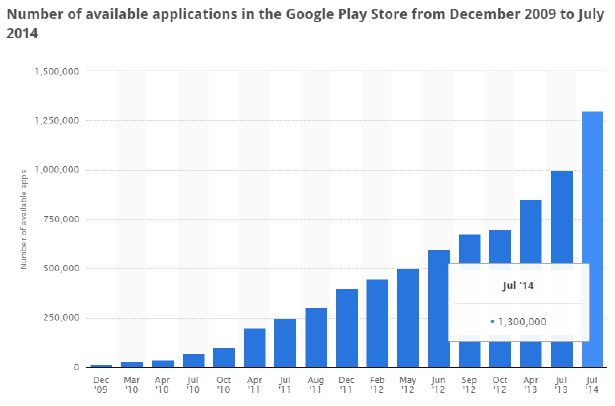 Number of available applications in the Google Play Store from December 2009 to July
2014
1,500,000
1,250,000
1,000,000
750,000
500,000
250,000
0
Number of available apps
Jul '14
• 1,300,000
Dec Mar Apr Jul Oct Apr Jul Aug Dec Feb May Jun Sep Oct Apr Jul Jul
'09 '10 '10 '10 '10 '11 '11 '11 '11 '12 '12 '12 '12 '12 '13 '13 '14